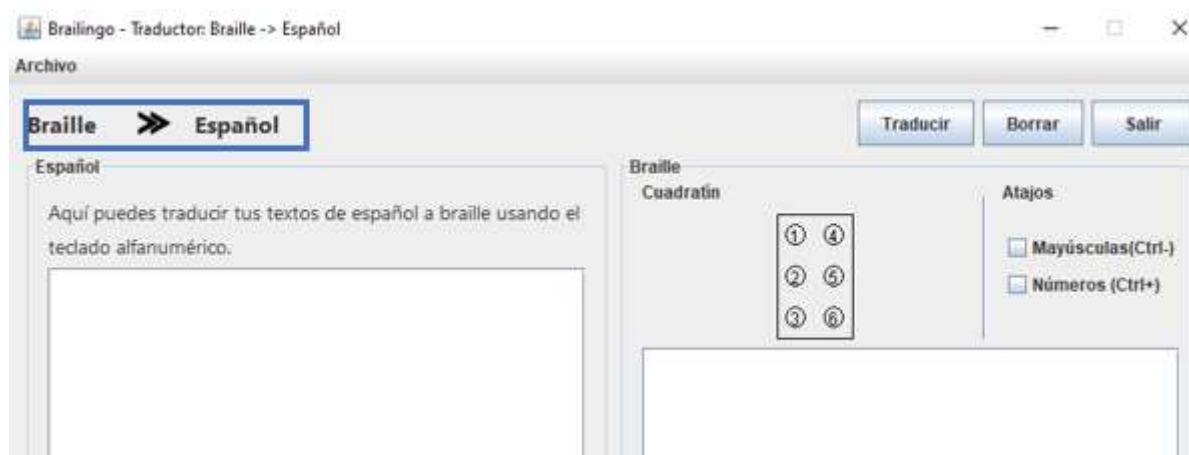 Brailingo - Traductor: Braille -> Español
Archivo
Braille >> Español
Traducir Borrar Salir
Español
Aquí puedes traducir tus textos de español a braille usando el
teclado alfanumérico.
Braille
Cuadratín
1 4
2 5
3 6
Atajos
Mayúsculas(Ctrl-)
Números (Ctrl+)